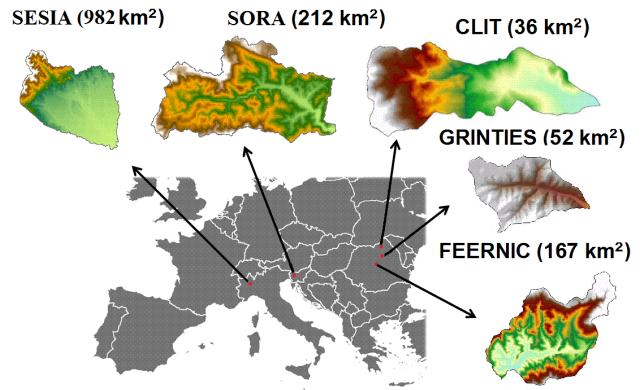 SESIA (982 km²)
SORA (212 km²)
CLIT (36 km²)
GRINTIES (52 km²)
FEERNIC (167 km²)